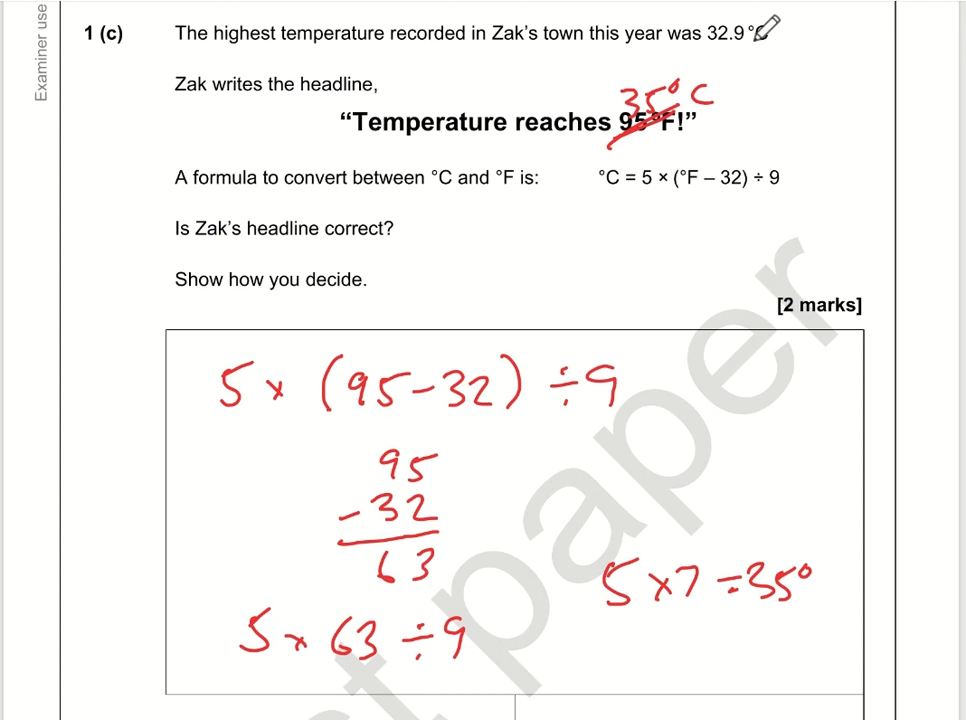 Examiner use
1 (c) The highest temperature recorded in Zak's town this year was 32.9 °C
Zak writes the headline,
35° C
“Temperature reaches 95 °F!”
A formula to convert between °C and °F is: °C = 5 × (°F – 32) ÷ 9
Is Zak's headline correct?
Show how you decide.
[2 marks]
5 × (95-32) ÷ 9
95
- 32
63
5 × 7 = 35°
5 × 63 ÷ 9
st paper